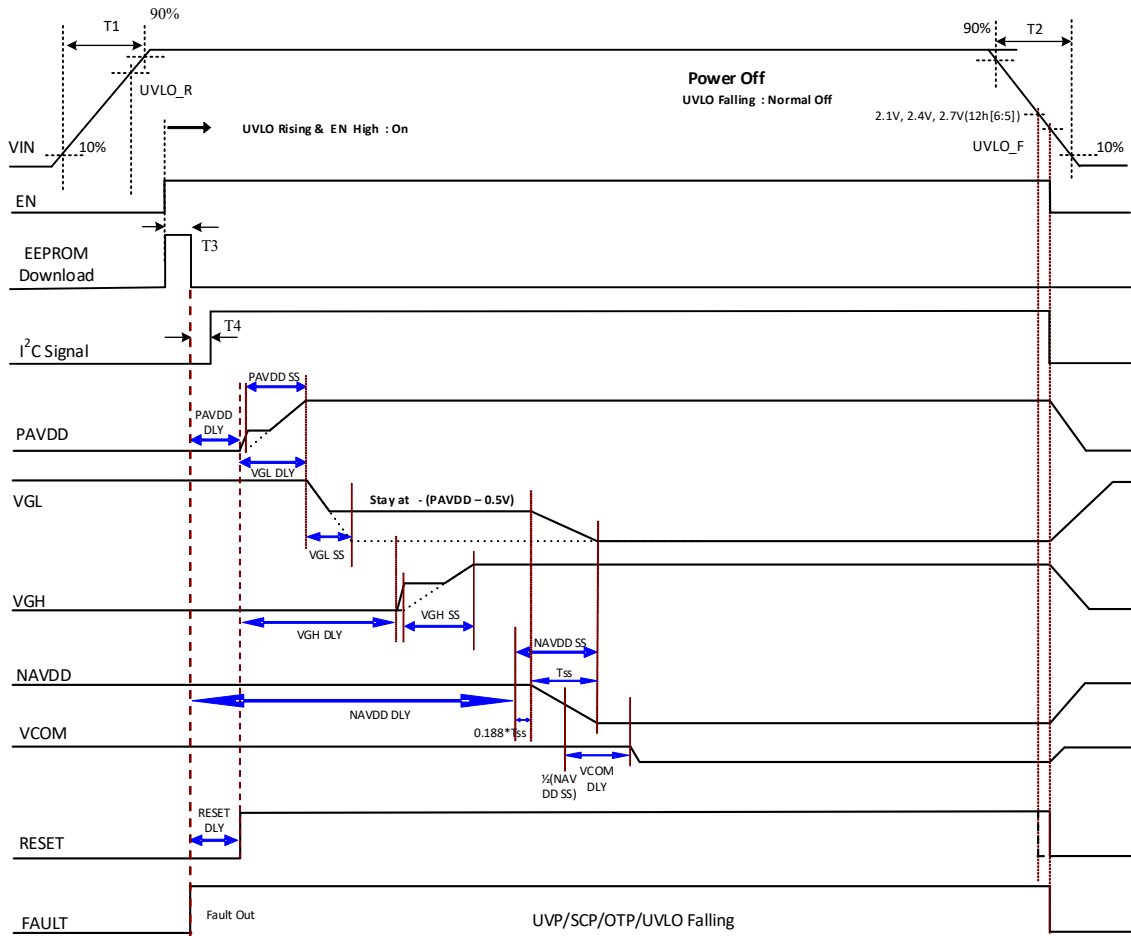 T1
90%
90%
T2
UVLO_R
Power Off
UVLO Falling : Normal Off
2.1V, 2.4V, 2.7V(12h[6:5])
UVLO Rising & EN High : On
VIN
10%
UVLO_F
10%
EN
T3
EEPROM
Download
T4
I²C Signal
PAVDD SS
PAVDD
DLY
PAVDD
VGL DLY
VGL
Stay at - (PAVDD – 0.5V)
VGL SS
VGH
VGH SS
VGH DLY
NAVDD SS
Tss
NAVDD
NAVDD DLY
0.188*Tss
VCOM
½(NAV
DD SS)
VCOM
DLY
RESET
DLY
RESET
Fault Out
UVP/SCP/OTP/UVLO Falling
FAULT